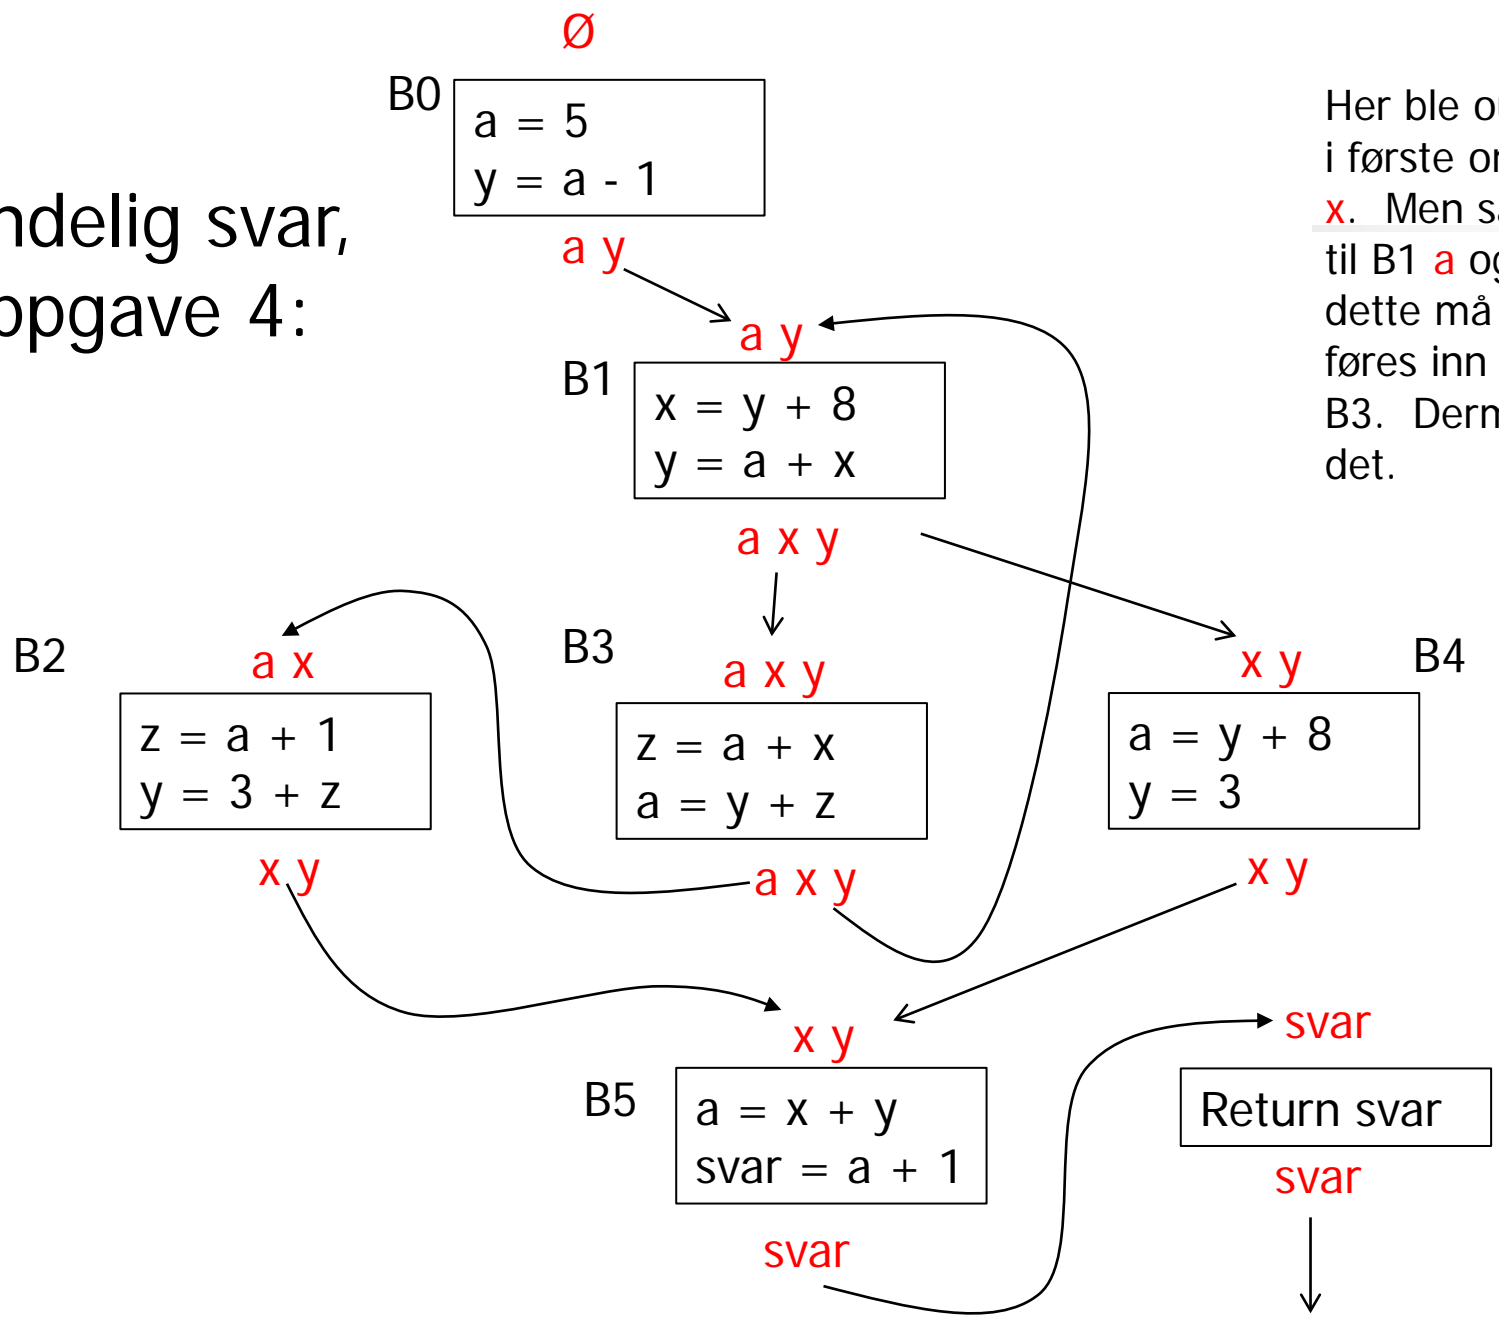 Ø
B0
a = 5
y = a - 1
a y
ndelig svar,
ppgave 4:
Her ble
i første
x. Men
til B1 a
dette må
føres inn
B3.
det.
a y
B1
x = y + 8
y = a + x
a x y
B2
a x
z = a + 1
y = 3 + z
x y
B3
a x y
z = a + x
a = y + z
a x y
x y
B4
a = y + 8
y = 3
x y
x y
B5
a = x + y
svar = a + 1
svar
svar
Return svar
svar